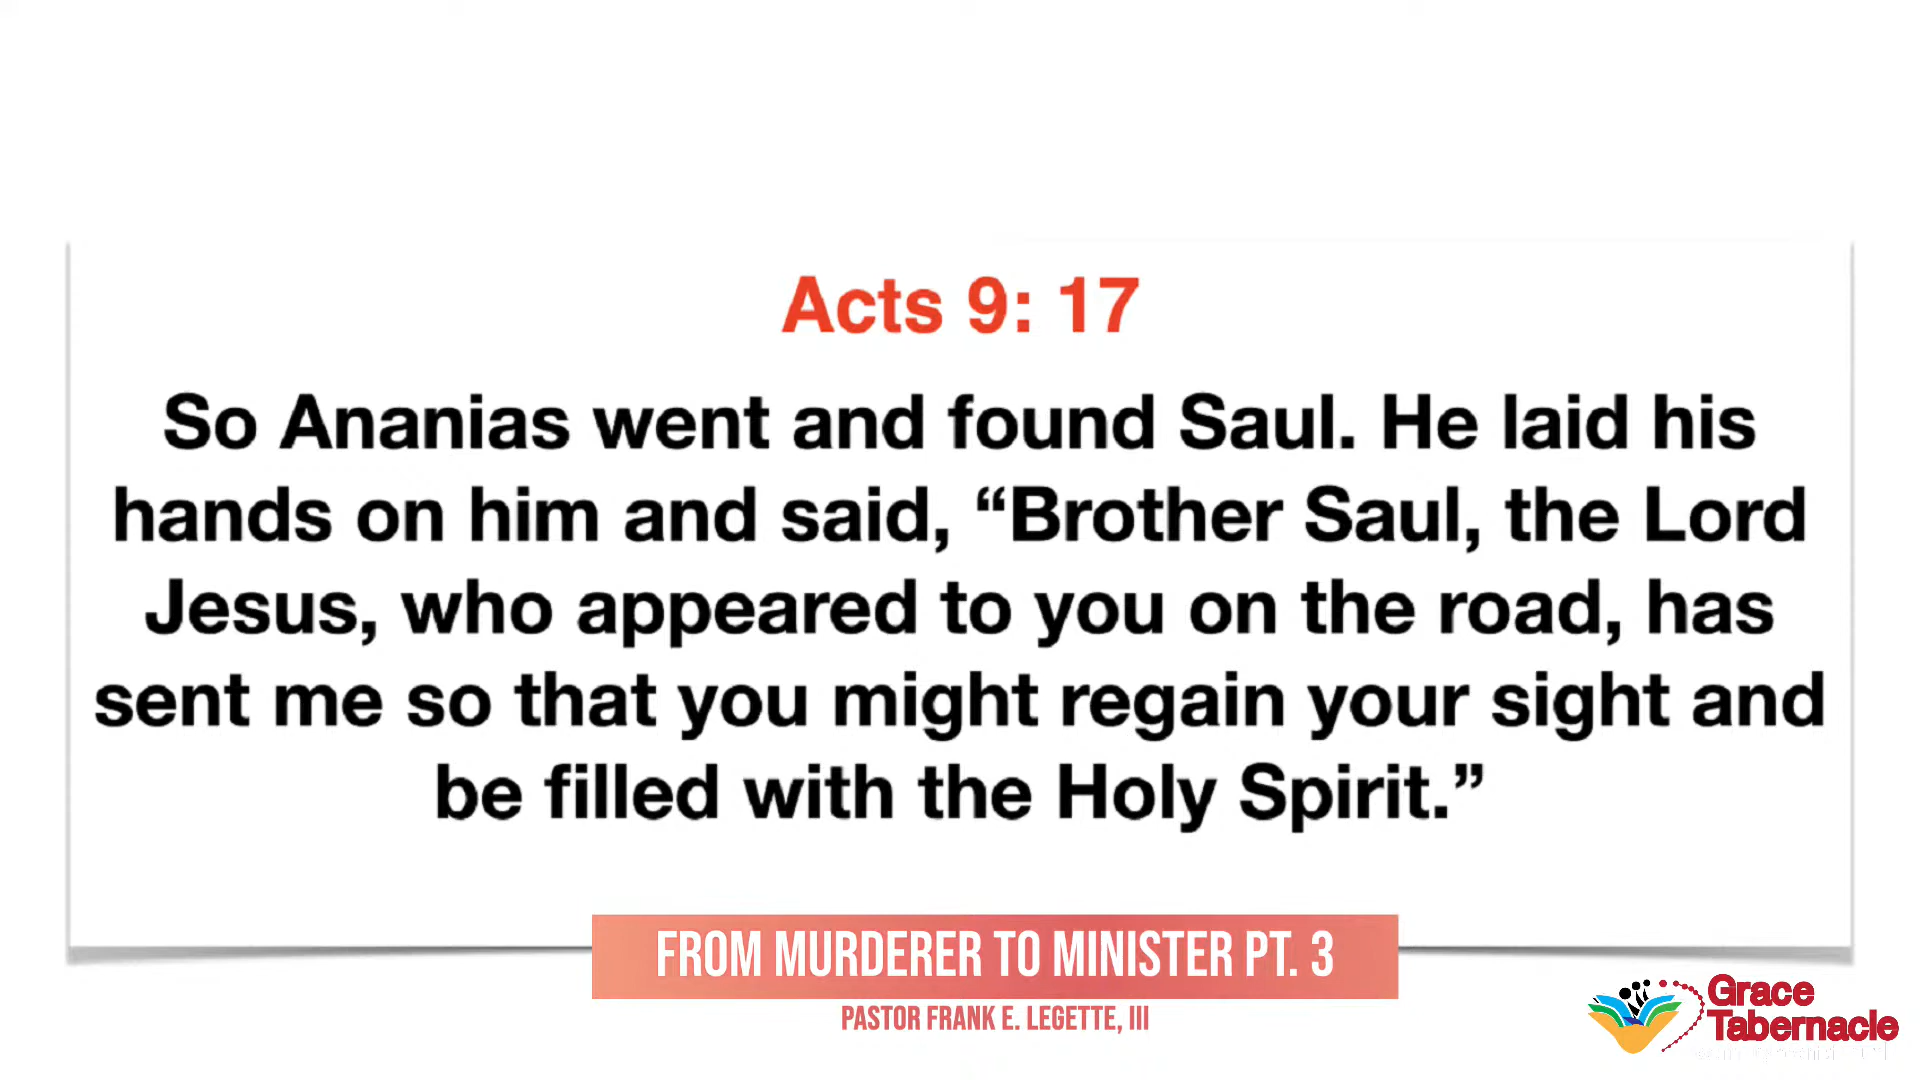 Acts 9: 17
So Ananias went and found Saul. He laid his
hands on him and said, “Brother Saul, the Lord
Jesus, who appeared to you on the road, has
sent me so that you might regain your sight and
be filled with the Holy Spirit.”
FROM MURDERER TO MINISTER PT. 3
PASTOR FRANK E. LEGETTE, III
Grace
Tabernacle